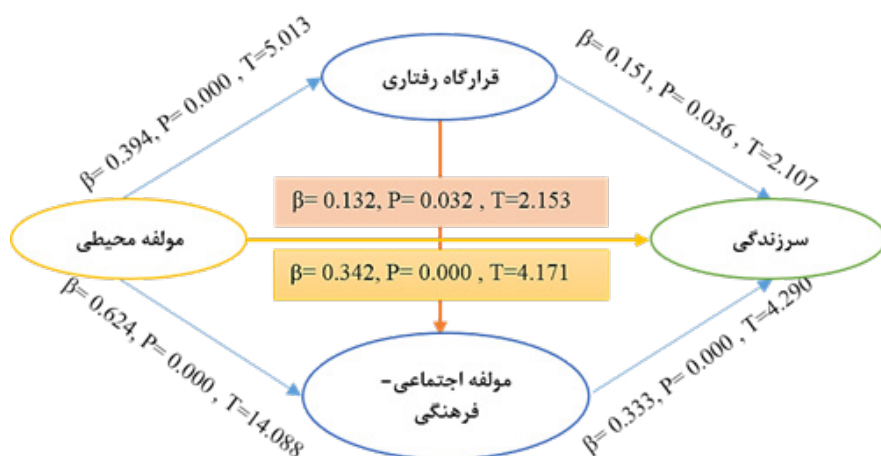 β= 0.394, P= 0.000 , T=5.013
قرارگاه رفتاری
β= 0.151, P= 0.036 , T=2.107
β= 0.132, P= 0.032 , T=2.153
مولفه محیطی
سرزندگی
β= 0.342, P= 0.000 , T=4.171
β= 0.624, P= 0.000, T=14.088
مولفه اجتماعی-
فرهنگی
β= 0.333, P= 0.000 , T=4.290